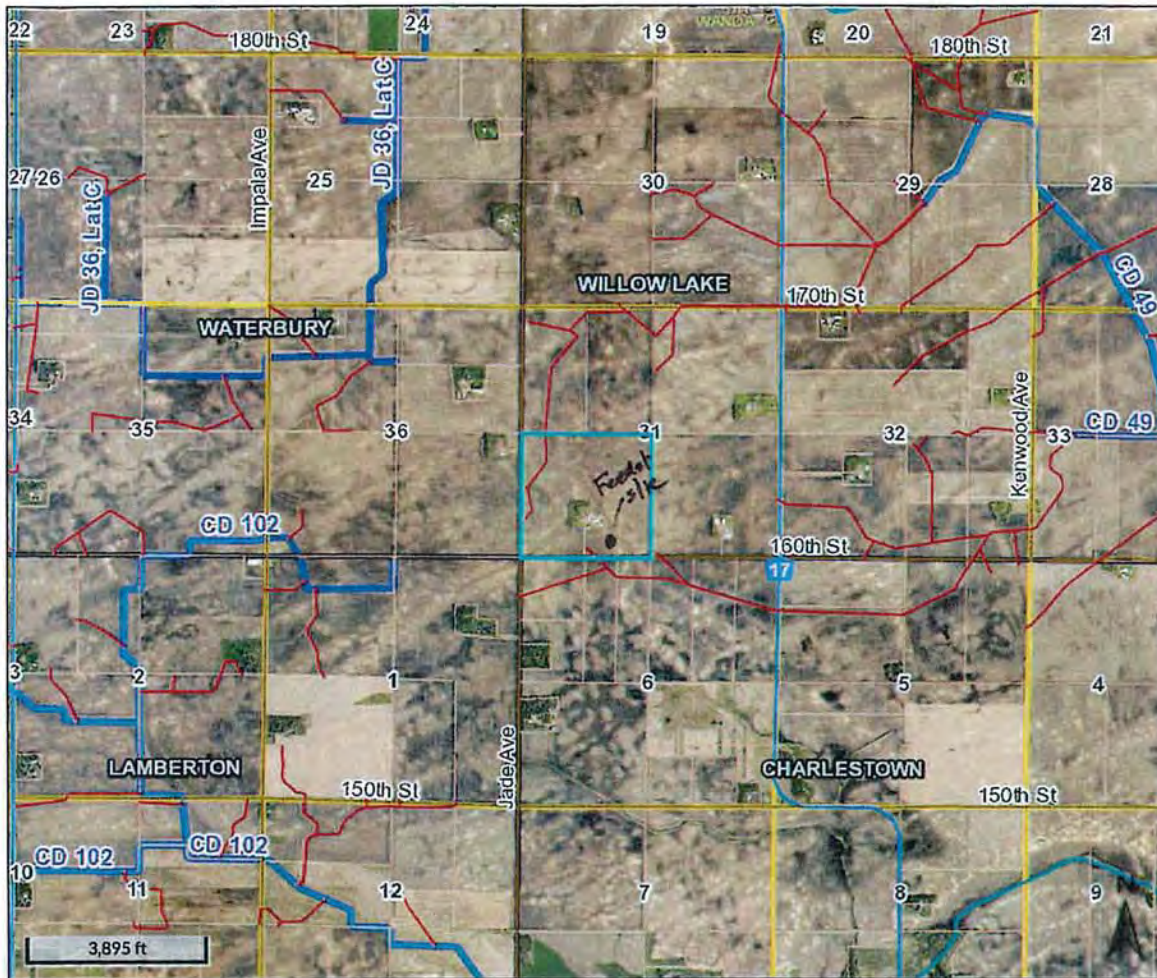 22
23
24
19
WANDA
20
21
180th St
180th St
JD 36, Lat C
Impala Ave
27
26
25
30
29
28
JD 36, Lat C
WILLOW LAKE
170th St
CD 49
WATERBURY
34
35
36
31
32
33
CD 49
Kenwood Ave
Feedlot
site
CD 102
160th St
17
3
2
1
6
5
4
LAMBERTON
Jade Ave
CHARLESTOWN
150th St
150th St
CD 102
CD 102
10
11
12
7
8
9
N
3,895 ft